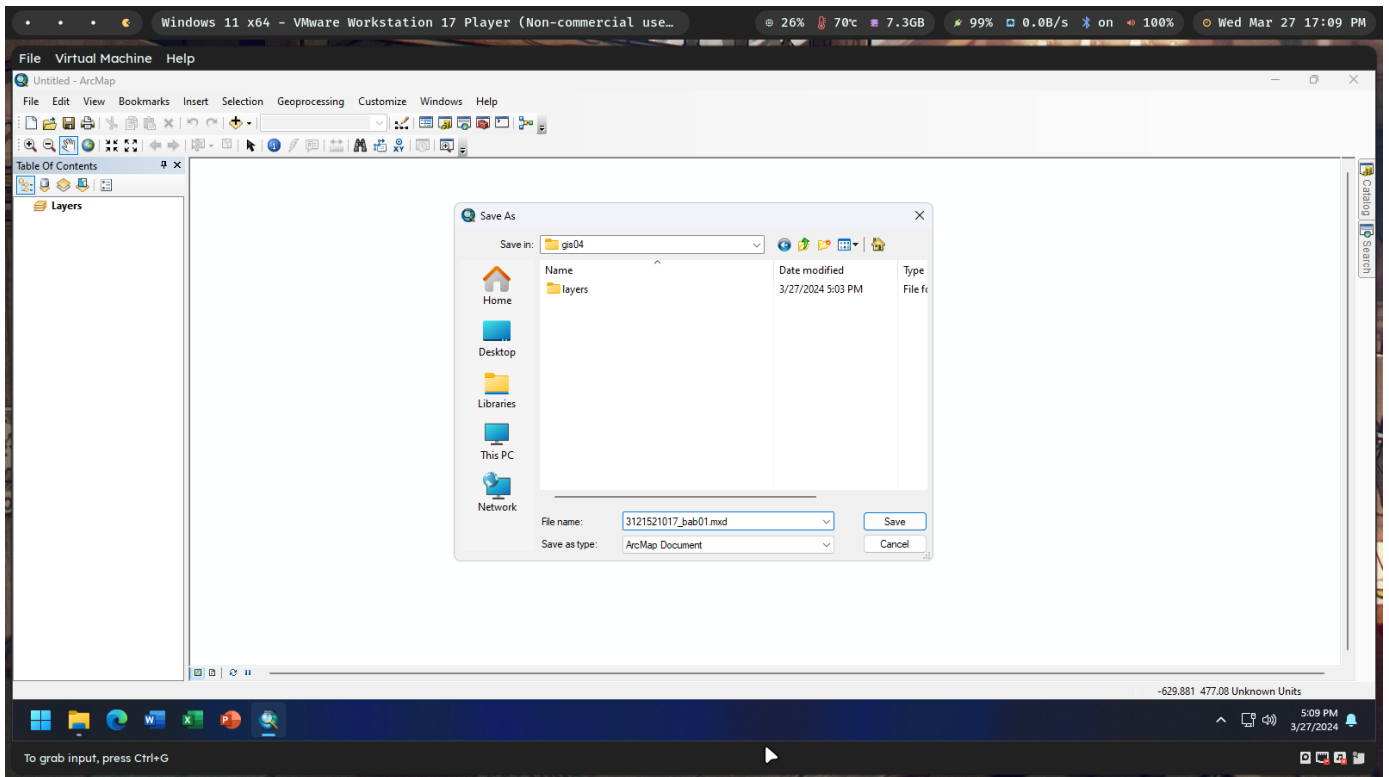 Windows 11 x64 - VMware Workstation 17 Player (Non-commercial use… 26% 70°C 7.3GB 99% 0.0B/s on 100% Wed Mar 27 17:09 PM
File Virtual Machine Help
Untitled - ArcMap
File Edit View Bookmarks Insert Selection Geoprocessing Customize Windows Help
Table Of Contents
Layers
Catalog
Search
Save As
Save in: gis04
Name Date modified Type
layers 3/27/2024 5:03 PM File fo
Home
Desktop
Libraries
This PC
Network
File name: 3121521017_bab01.mxd Save
Save as type: ArcMap Document Cancel
-629.881 477.08 Unknown Units
5:09 PM
3/27/2024
To grab input, press Ctrl+G